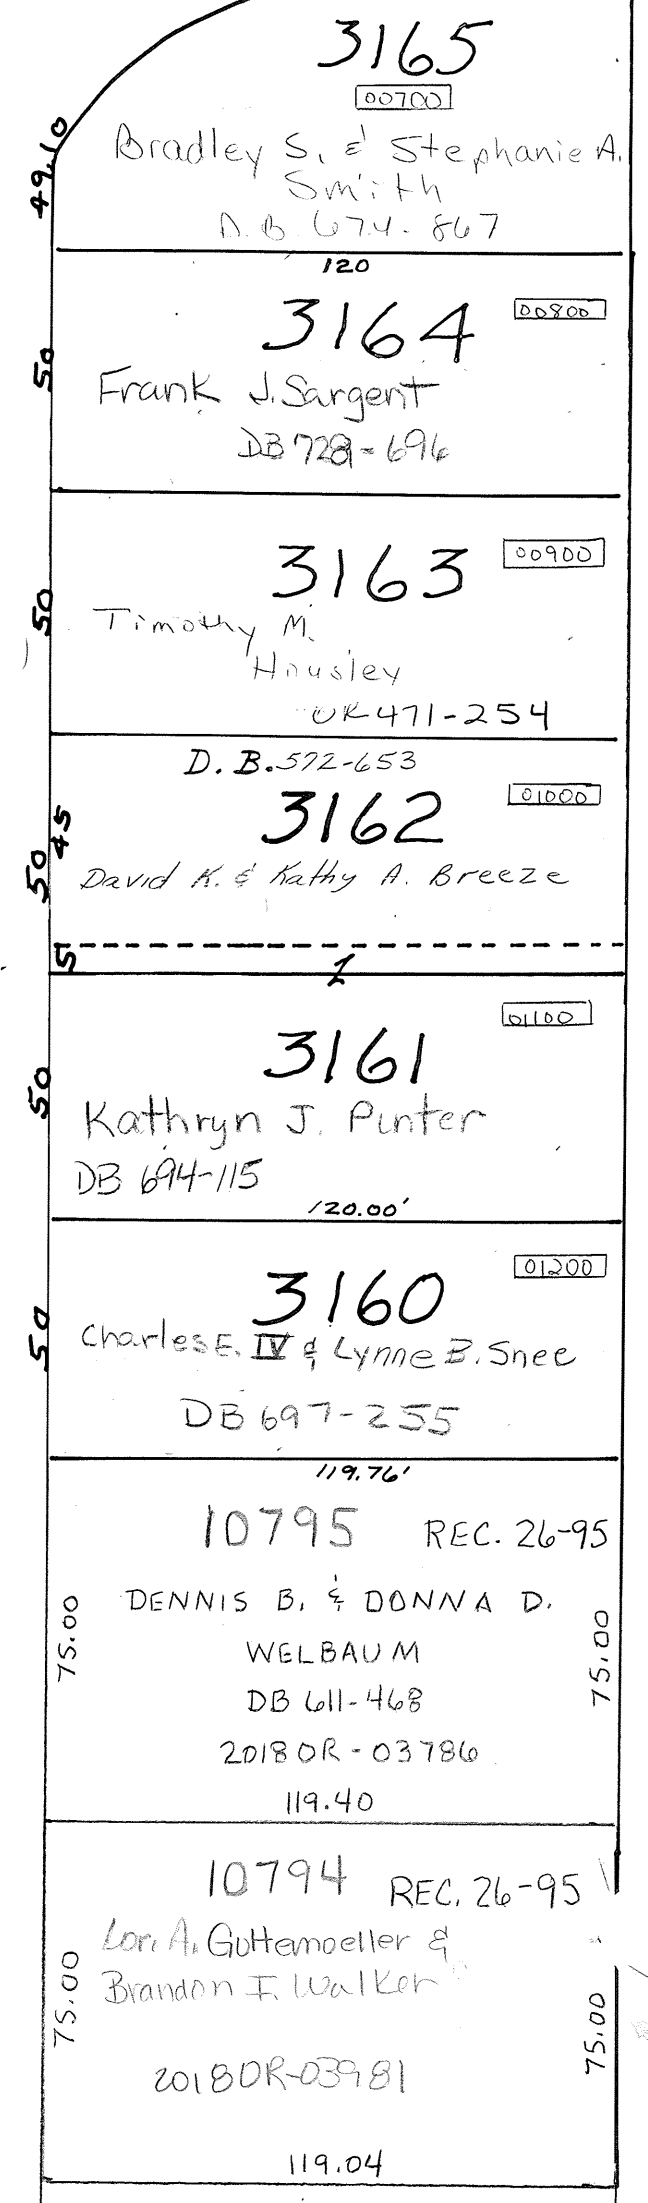 3165
00700
49.10
Bradley S. & Stephanie A.
Smith
D.B. 674-867
120
3164
00800
50
Frank J. Sargent
DB 728-696
3163
00900
50
Timothy M.
Housley
OR 471-254
D.B. 572-653
3162
01000
50 45
David K. & Kathy A. Breeze
5
Z
3161
01100
50
Kathryn J. Punter
DB 694-115
120.00'
3160
01200
50
Charles E. IV & Lynne B. Snee
DB 697-255
119.76'
10795 REC. 26-95
DENNIS B. & DONNA D.
WELBAUM
75.00 75.00
DB 611-468
2018OR-03786
119.40
10794 REC. 26-95
Lori A. Guttemoeller &
Brandon I. Walker
75.00 75.00
2018OR-03981
119.04